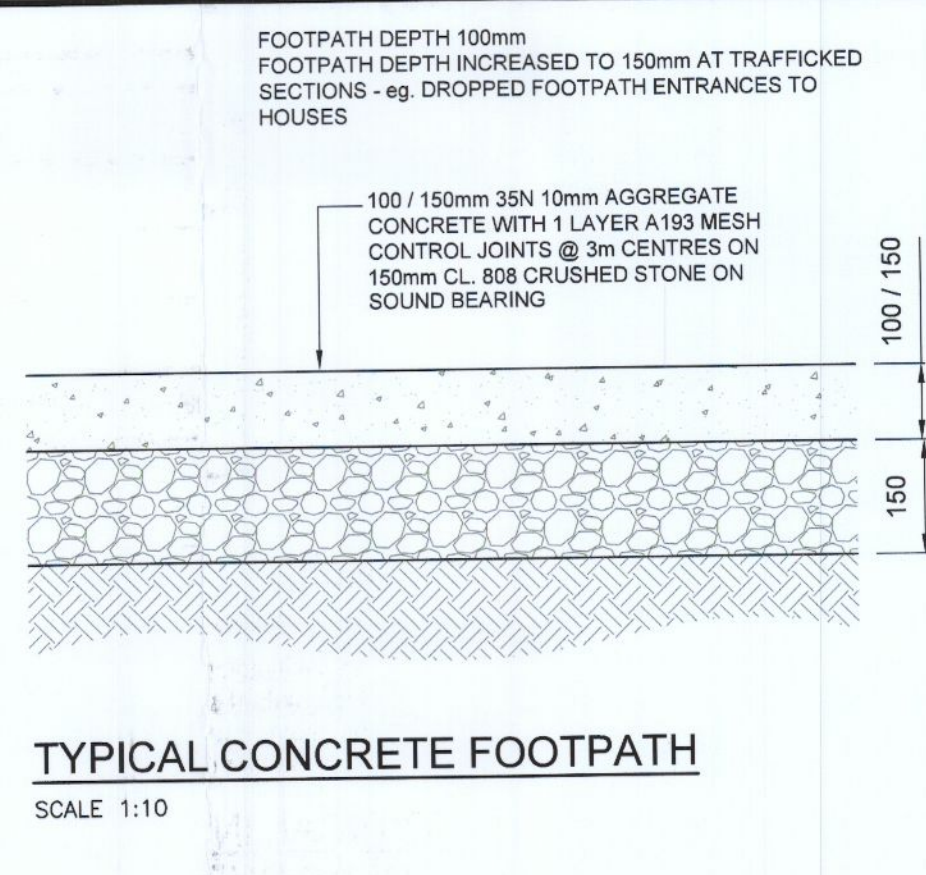 FOOTPATH DEPTH 100mm
FOOTPATH DEPTH INCREASED TO 150mm AT TRAFFICKED
SECTIONS - eg. DROPPED FOOTPATH ENTRANCES TO
HOUSES
100 / 150mm 35N 10mm AGGREGATE
CONCRETE WITH 1 LAYER A193 MESH
CONTROL JOINTS @ 3m CENTRES ON
150mm CL. 808 CRUSHED STONE ON
SOUND BEARING
100 / 150
150
TYPICAL CONCRETE FOOTPATH
SCALE 1:10